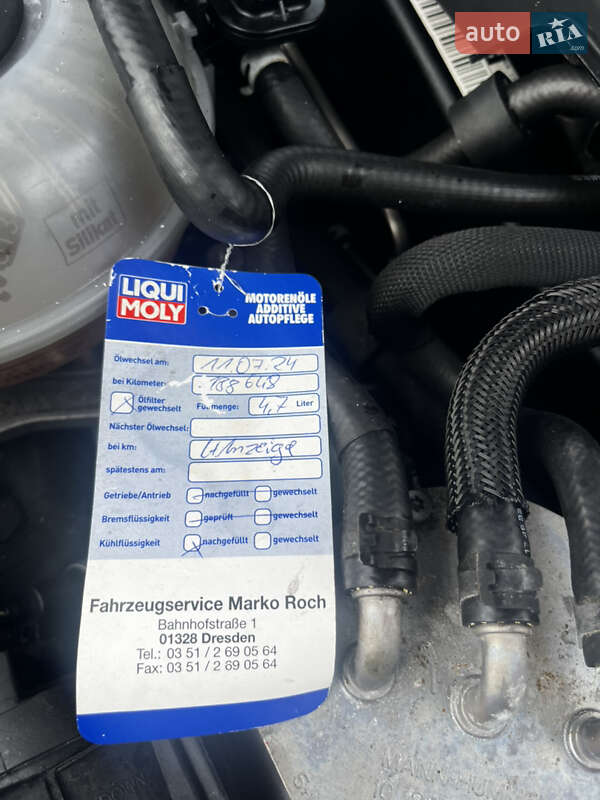 auto RIA.com
mit
Silikat
LIQUI
MOLY
MOTORENÖLE
ADDITIVE
AUTOPFLEGE
Ölwechsel am: 11.07.24
bei Kilometer: 188 648
Ölfilter gewechselt Füllmenge: 4,7 Liter
Nächster Ölwechsel:
bei km: lt/Anzeige
spätestens am:
Getriebe/Antrieb nachgefüllt gewechselt
Bremsflüssigkeit geprüft gewechselt
Kühlflüssigkeit nachgefüllt gewechselt
Fahrzeugservice Marko Roch
Bahnhofstraße 1
01328 Dresden
Tel.: 03 51 / 2 69 05 64
Fax: 03 51 / 2 69 05 64